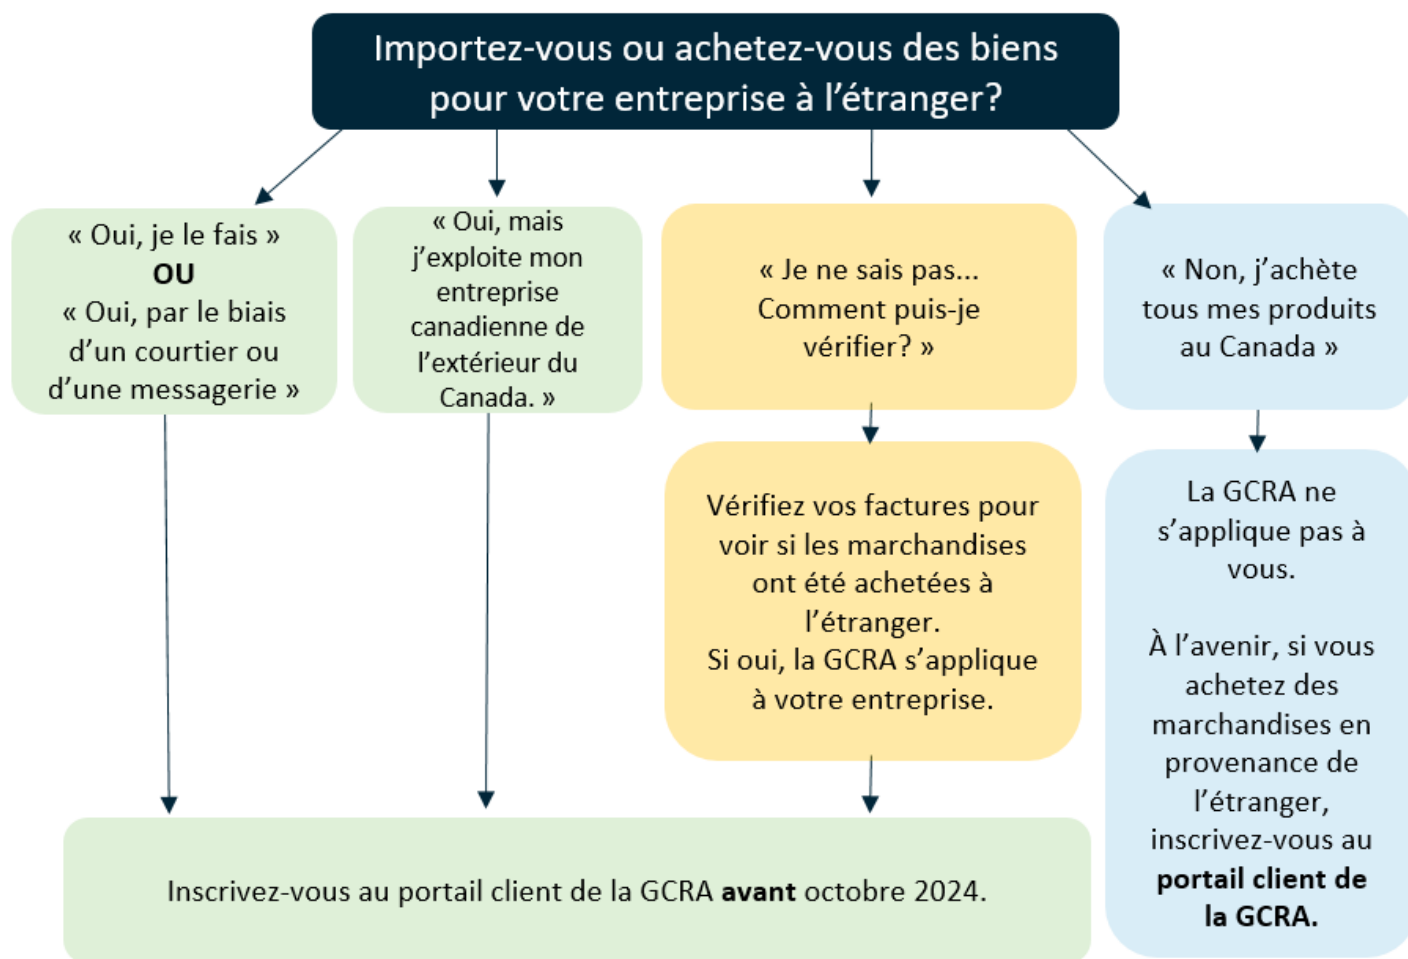 Importez-vous ou achetez-vous des biens
pour votre entreprise à l’étranger?
« Oui, je le fais »
OU
« Oui, par le biais
d’un courtier ou
d’une messagerie »
« Oui, mais
j’exploite mon
entreprise
canadienne de
l’extérieur du
Canada. »
« Je ne sais pas...
Comment puis-je
vérifier? »
« Non, j’achète
tous mes produits
au Canada »
Vérifiez vos factures pour
voir si les marchandises
ont été achetées à
l’étranger.
Si oui, la GCRA s’applique
à votre entreprise.
La GCRA ne
s’applique pas à
vous.
À l’avenir, si vous
achetez des
marchandises en
provenance de
l’étranger,
inscrivez-vous au
portail client de
la GCRA.
Inscrivez-vous au portail client de la GCRA avant octobre 2024.